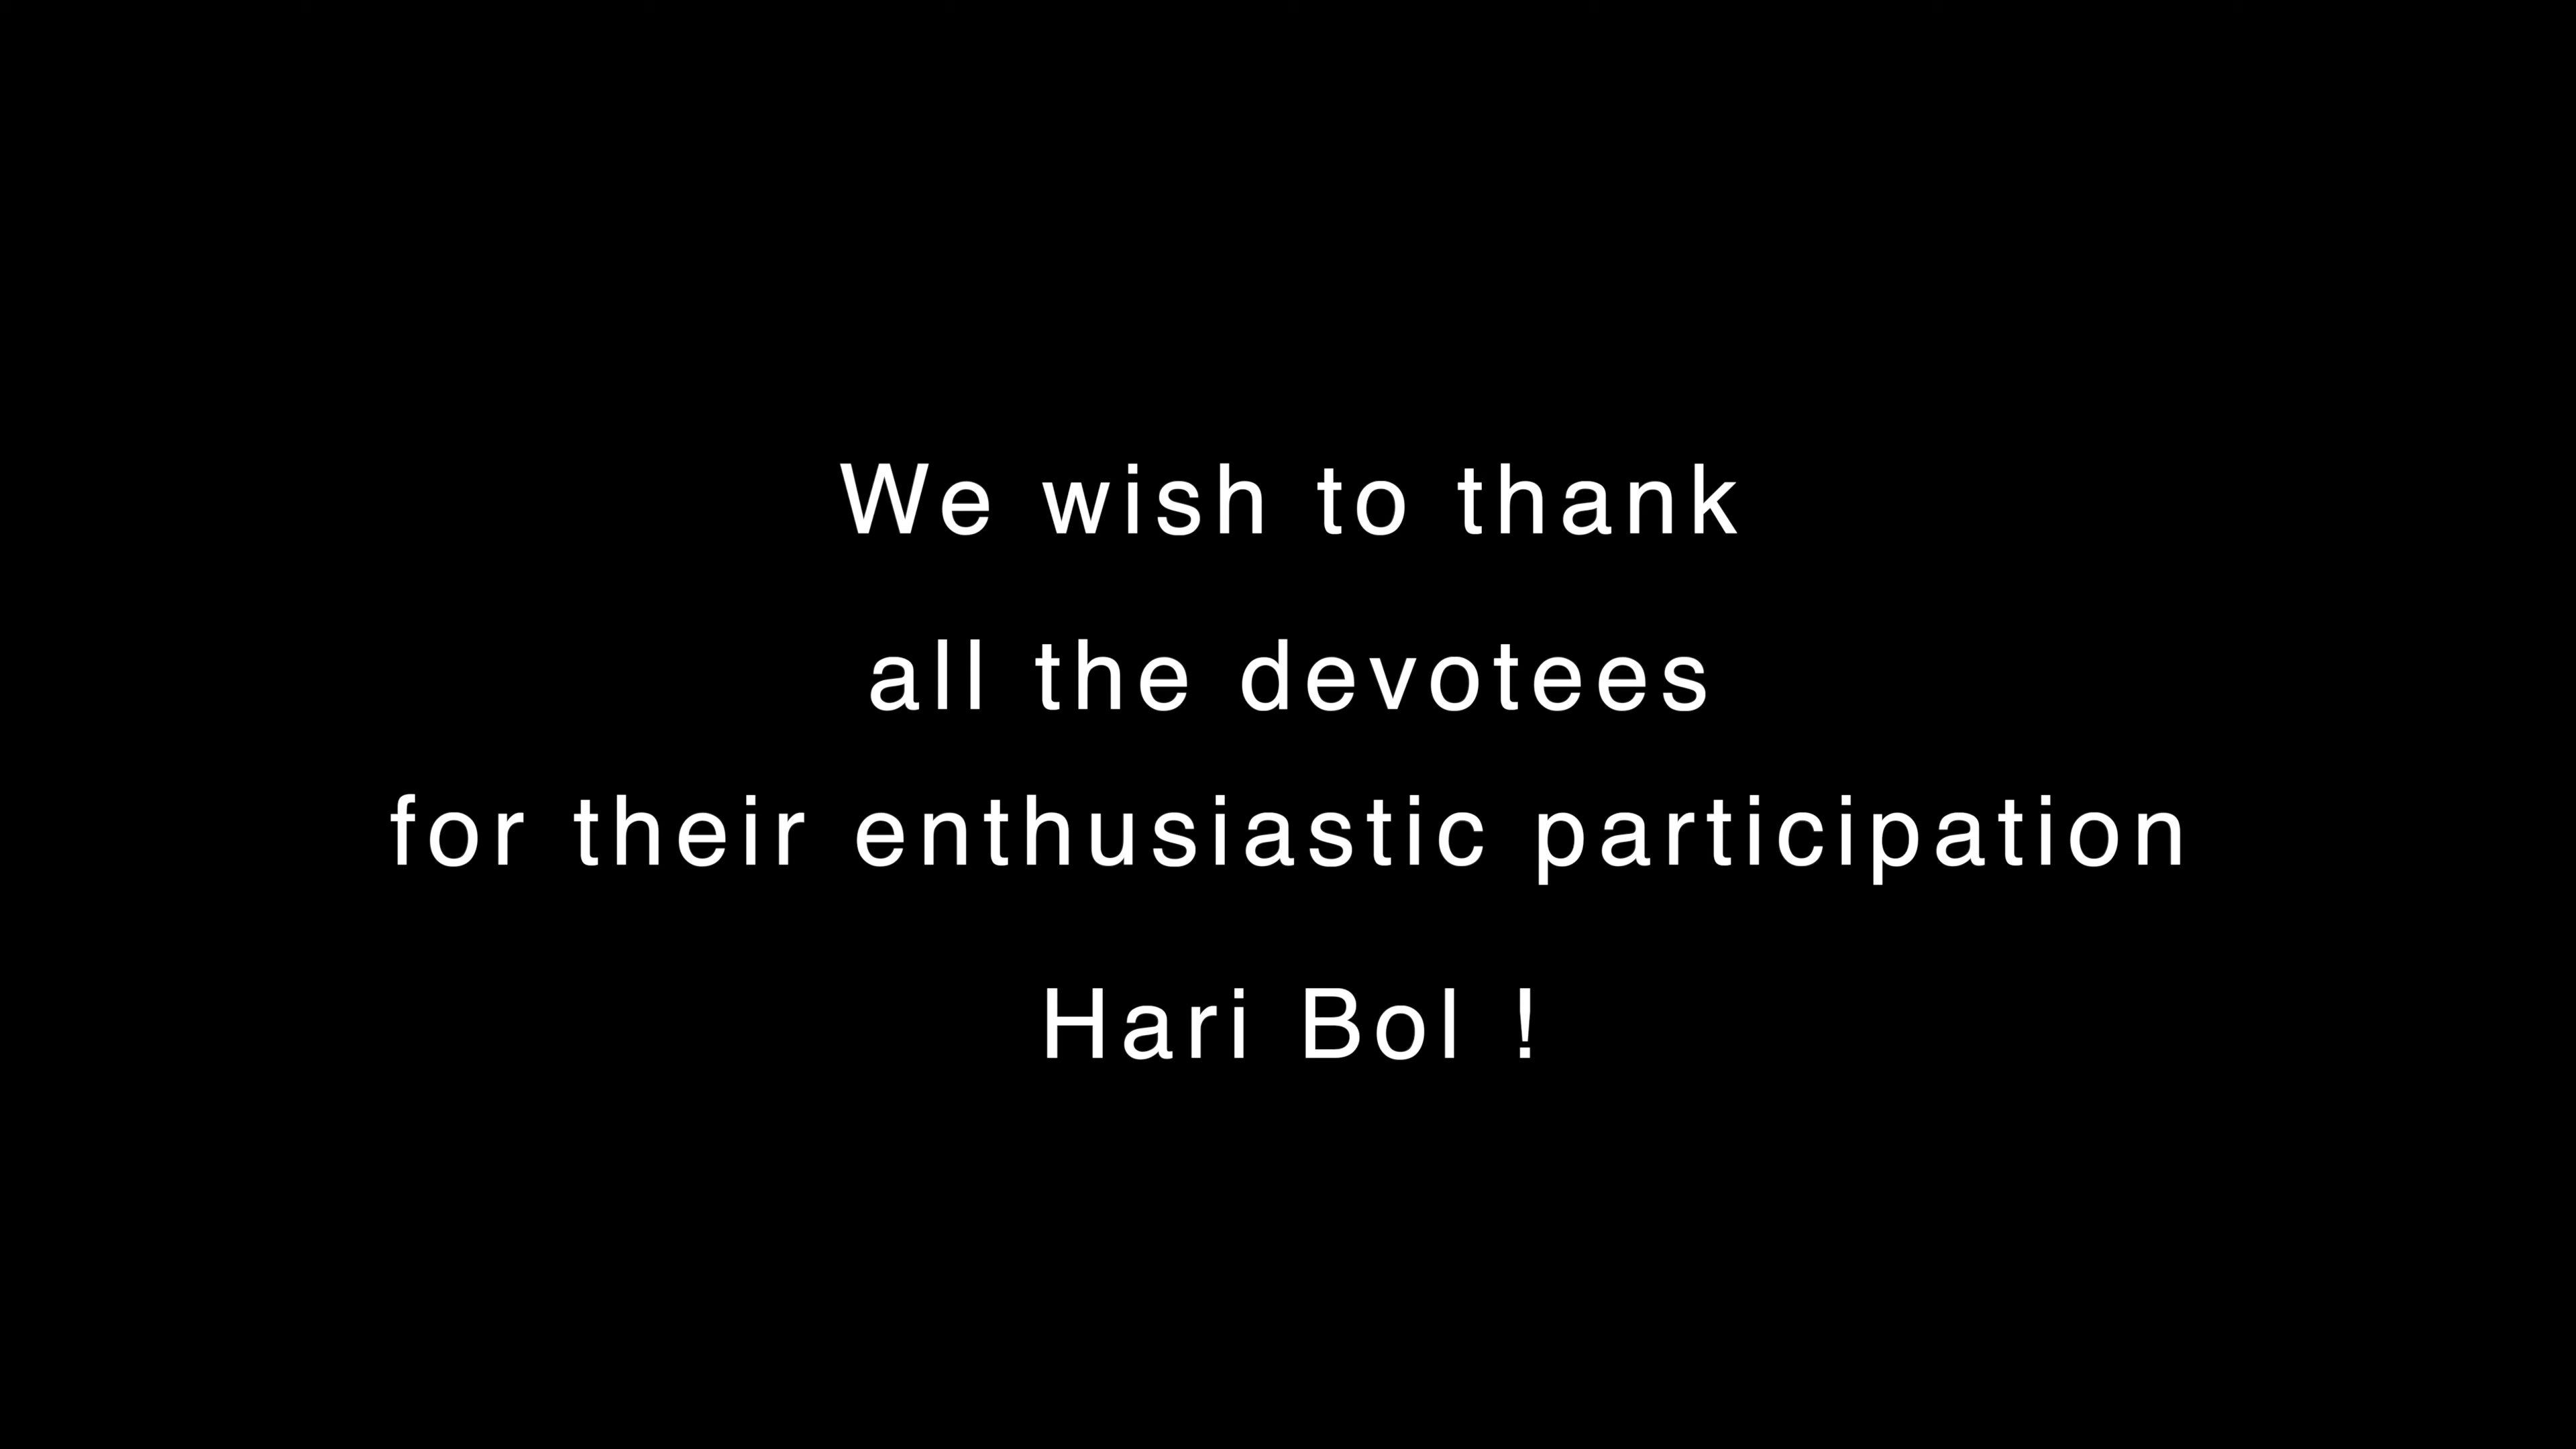 We wish to thank
all the devotees
for their enthusiastic participation
Hari Bol !